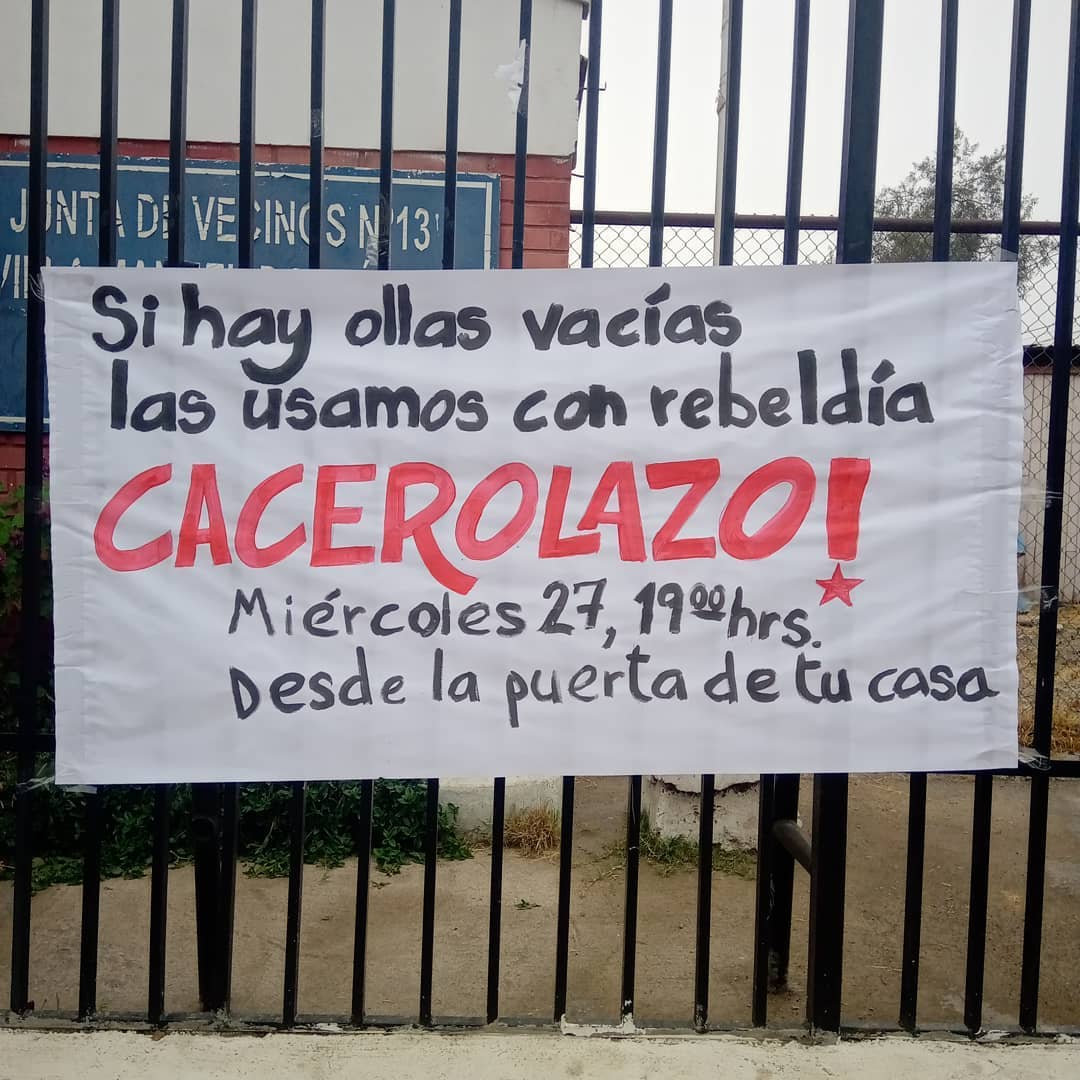 JUNTA DE VECINOS N°13
Si hay ollas vacías
las usamos con rebeldía
CACEROLAZO!
Miércoles 27, 19⁰⁰ hrs.
Desde la puerta de tu casa